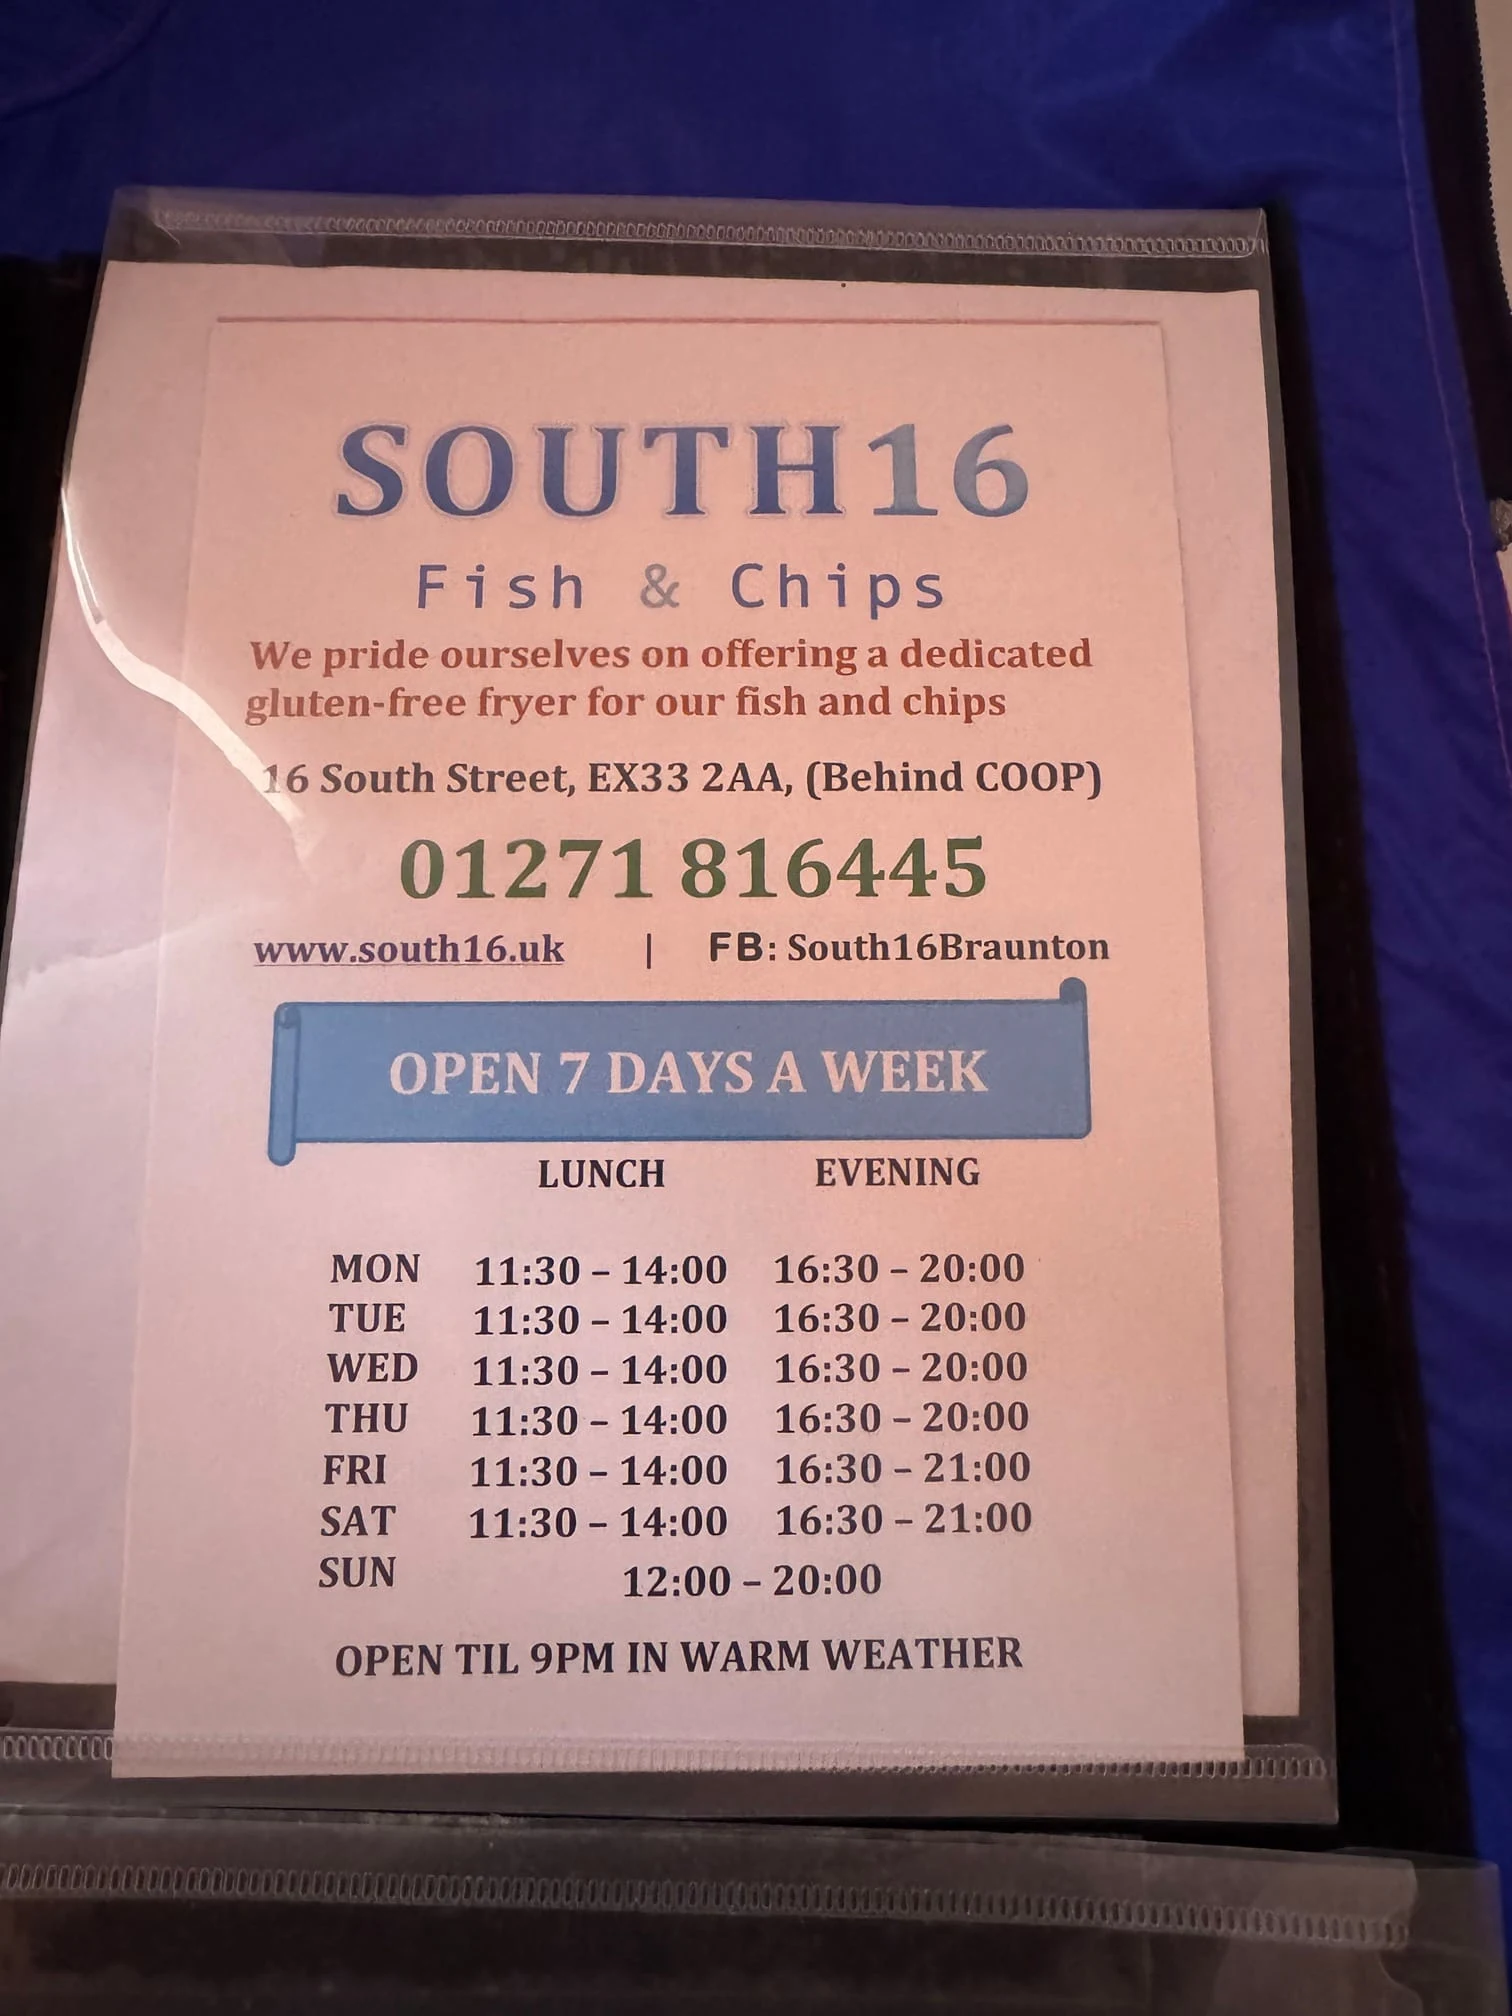 SOUTH16
Fish & Chips
We pride ourselves on offering a dedicated
gluten-free fryer for our fish and chips
16 South Street, EX33 2AA, (Behind COOP)
01271 816445
www.south16.uk | FB: South16Braunton
OPEN 7 DAYS A WEEK
LUNCH EVENING
MON 11:30 – 14:00 16:30 – 20:00
TUE 11:30 – 14:00 16:30 – 20:00
WED 11:30 – 14:00 16:30 – 20:00
THU 11:30 – 14:00 16:30 – 20:00
FRI 11:30 – 14:00 16:30 – 21:00
SAT 11:30 – 14:00 16:30 – 21:00
SUN 12:00 – 20:00
OPEN TIL 9PM IN WARM WEATHER